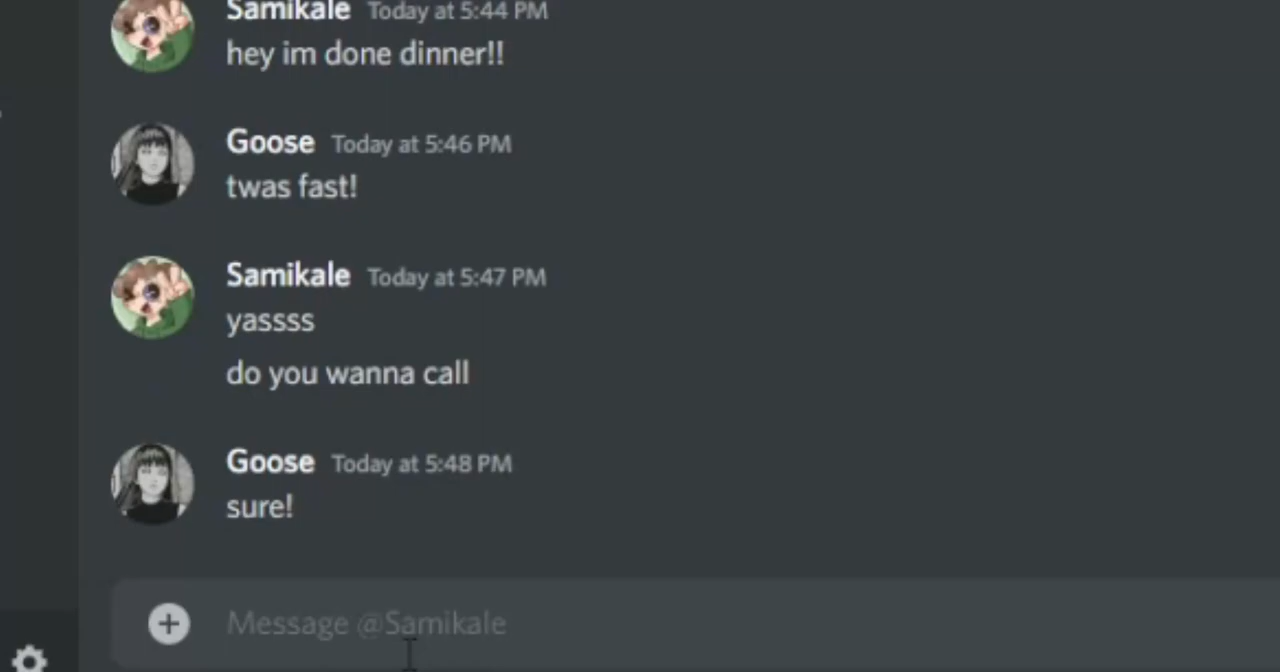 Samikale Today at 5:44 PM
hey im done dinner!!
Goose Today at 5:46 PM
twas fast!
Samikale Today at 5:47 PM
yassss
do you wanna call
Goose Today at 5:48 PM
sure!
Message @Samikale